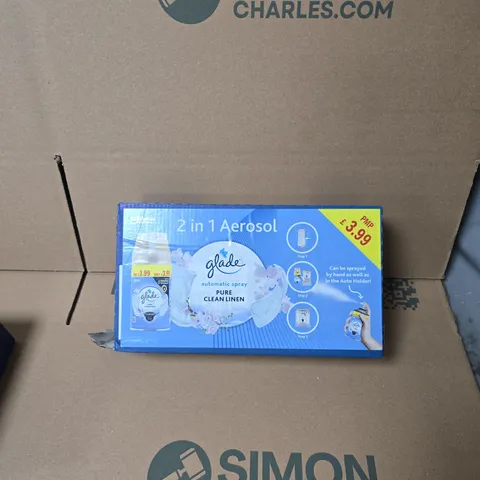 CHARLES.COM
2 in 1 Aerosol
PMP
£3.99
glade
automatic spray
PURE
CLEAN LINEN
Can be sprayed
by hand as well as
in the Auto Holder!
glade
SIMON